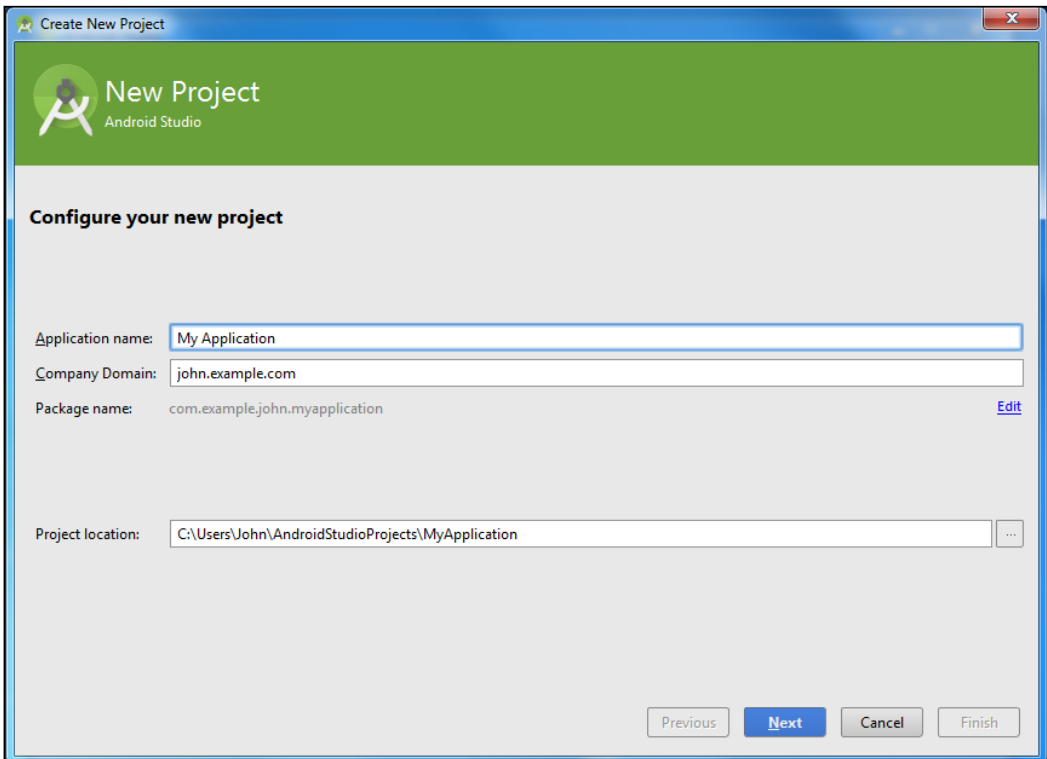 Create New Project
New Project
Android Studio
Configure your new project
Application name: My Application
Company Domain: john.example.com
Package name: com.example.john.myapplication Edit
Project location: C:\Users\John\AndroidStudioProjects\MyApplication ...
Previous Next Cancel Finish